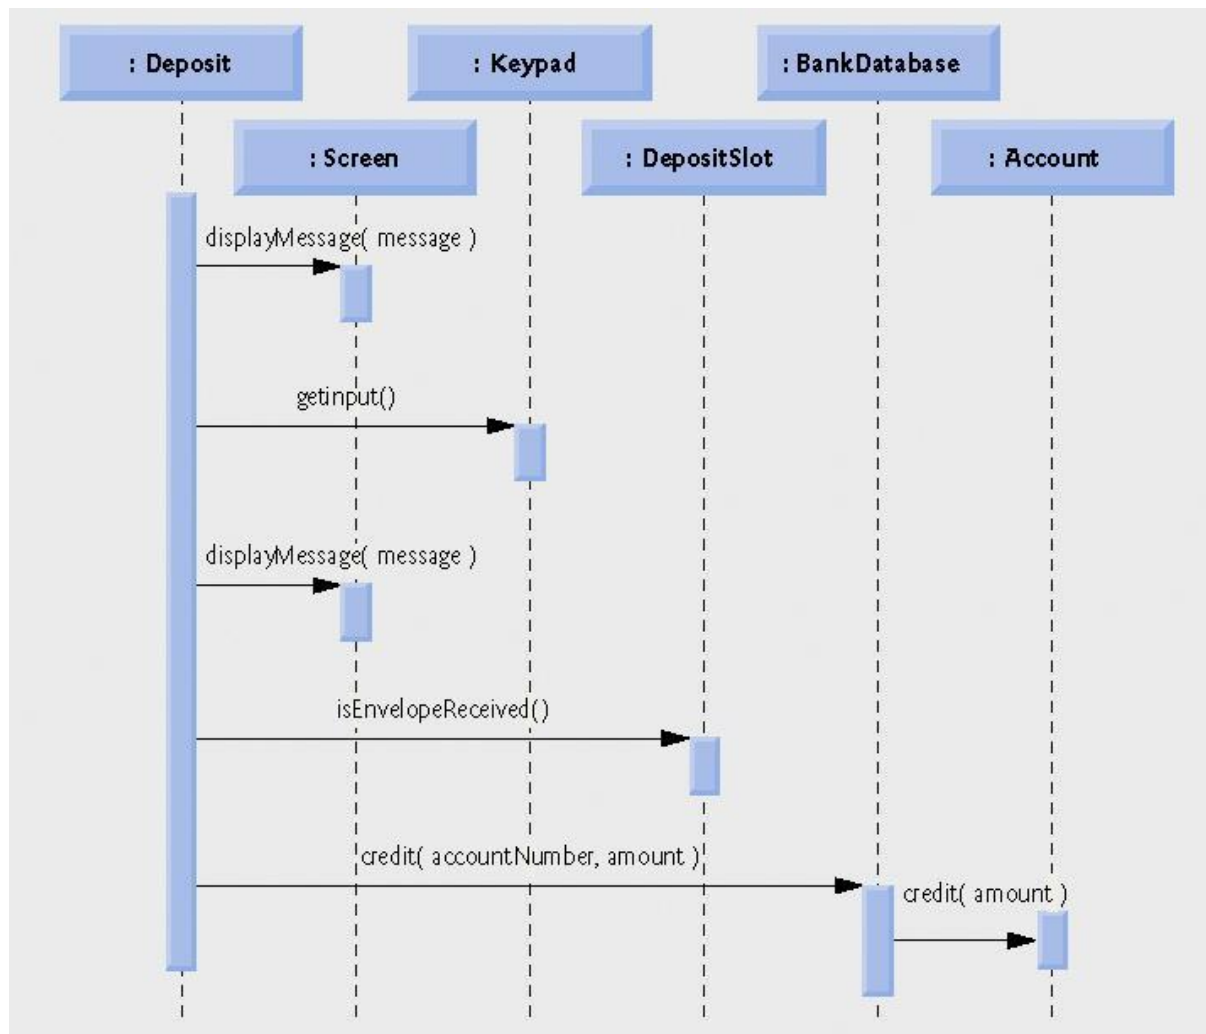 : Deposit
: Keypad
: BankDatabase
: Screen
: DepositSlot
: Account
displayMessage( message )
getinput()
displayMessage( message )
isEnvelopeReceived()
credit( accountNumber, amount )
credit( amount )